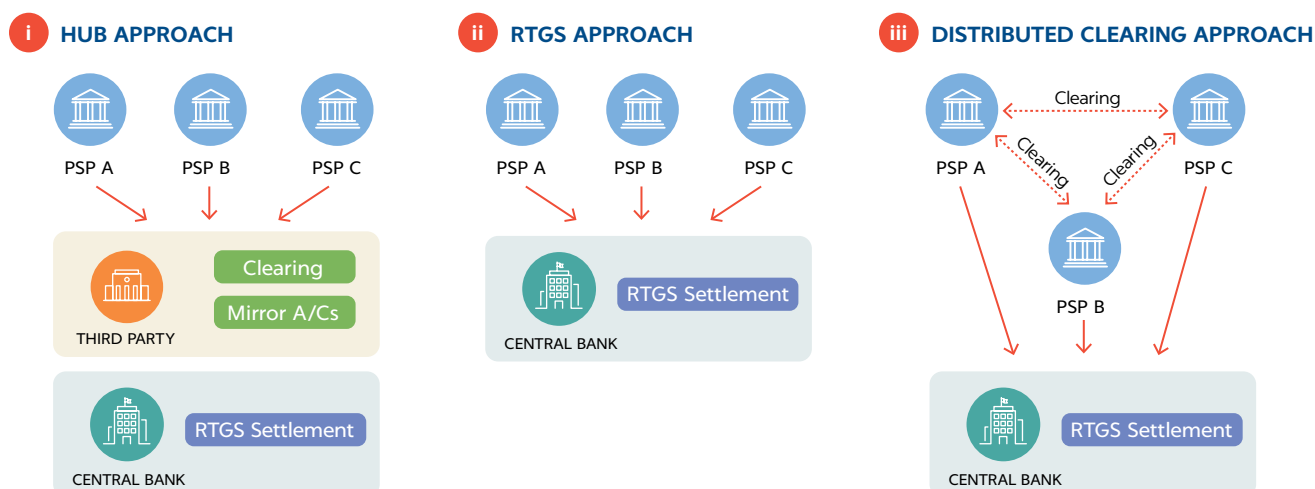 i HUB APPROACH
PSP A PSP B PSP C
Clearing
Mirror A/Cs
THIRD PARTY
RTGS Settlement
CENTRAL BANK
ii RTGS APPROACH
PSP A PSP B PSP C
RTGS Settlement
CENTRAL BANK
iii DISTRIBUTED CLEARING APPROACH
Clearing
PSP A
Clearing
Clearing
PSP C
PSP B
RTGS Settlement
CENTRAL BANK